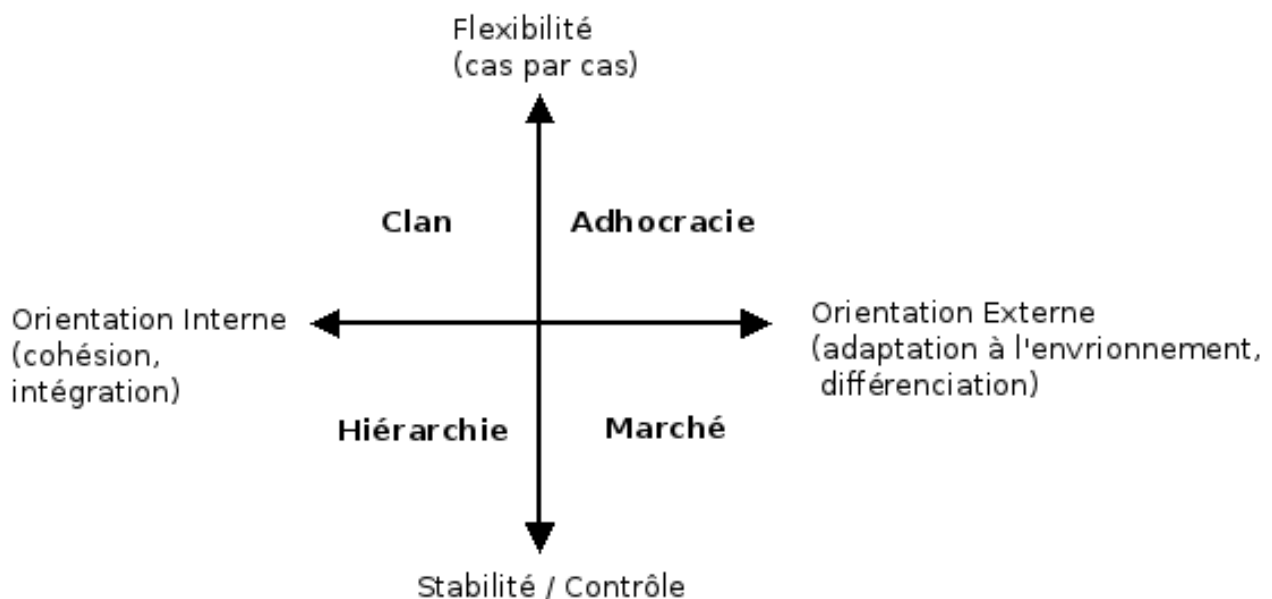 Flexibilité
(cas par cas)
Clan
Adhocracie
Orientation Interne
(cohésion,
intégration)
Orientation Externe
(adaptation à l'envrionnement,
différenciation)
Hiérarchie
Marché
Stabilité / Contrôle